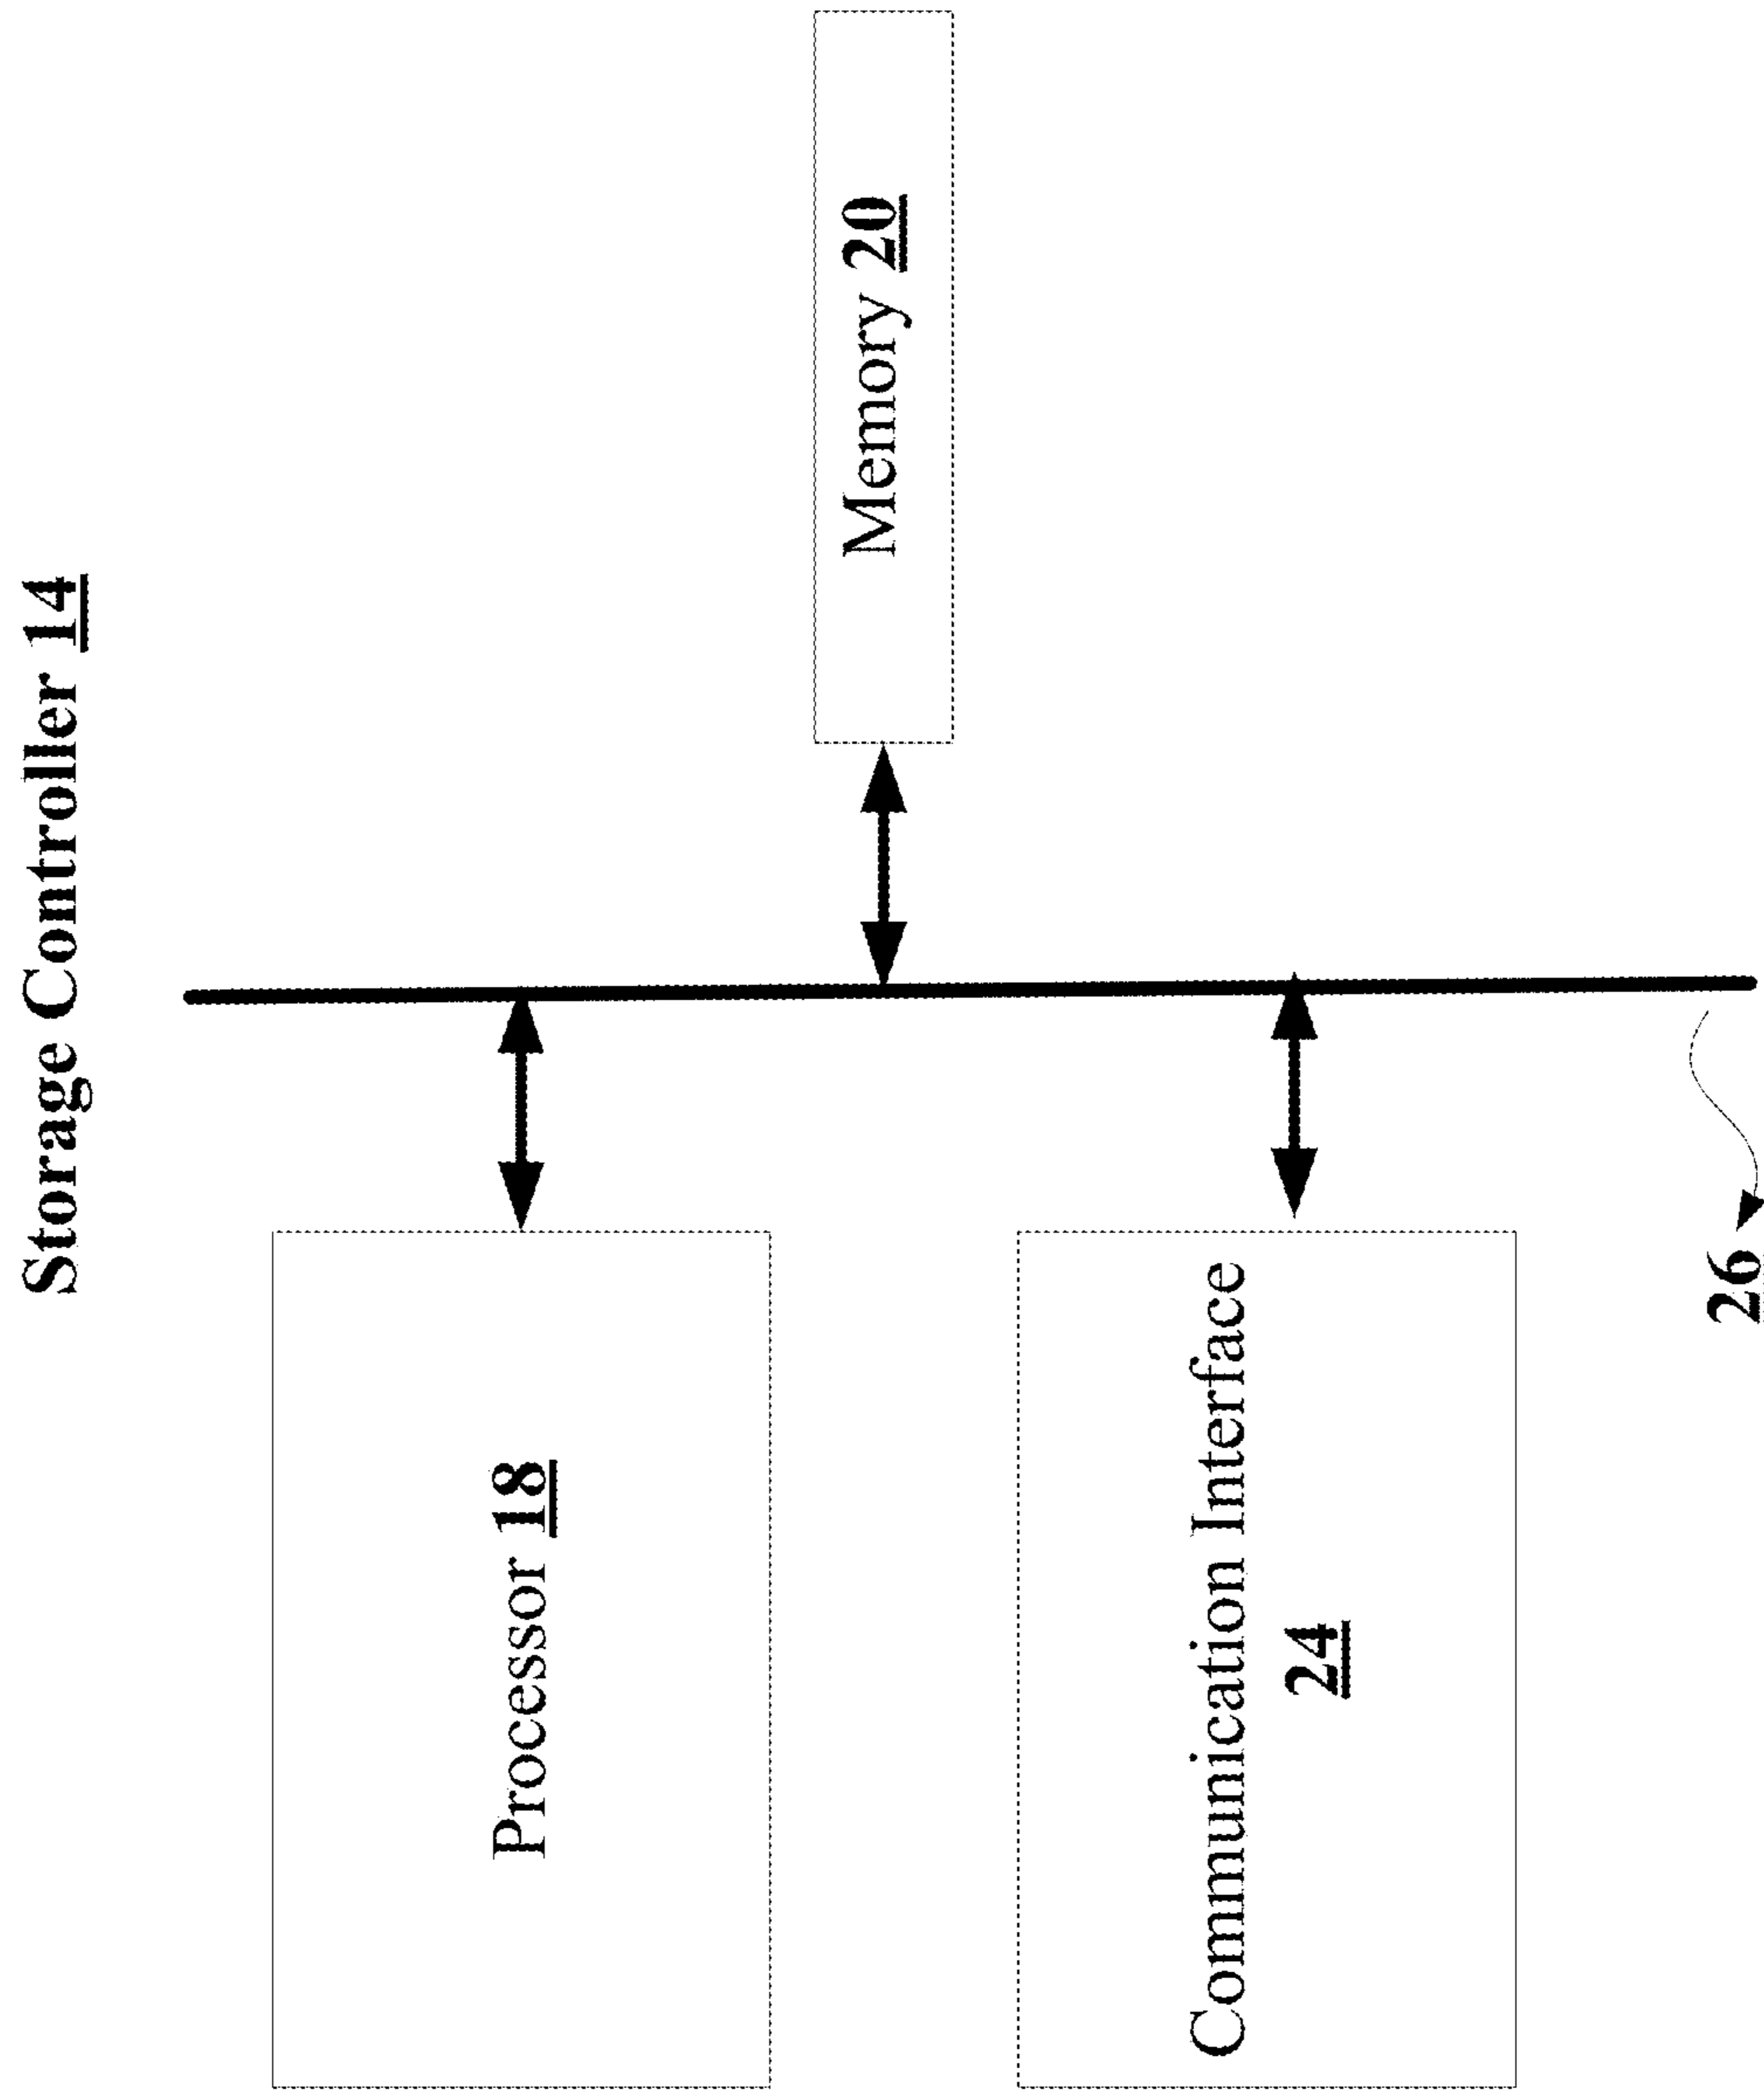 Storage Controller 14
Processor 18
Memory 20
Communication Interface
24
26